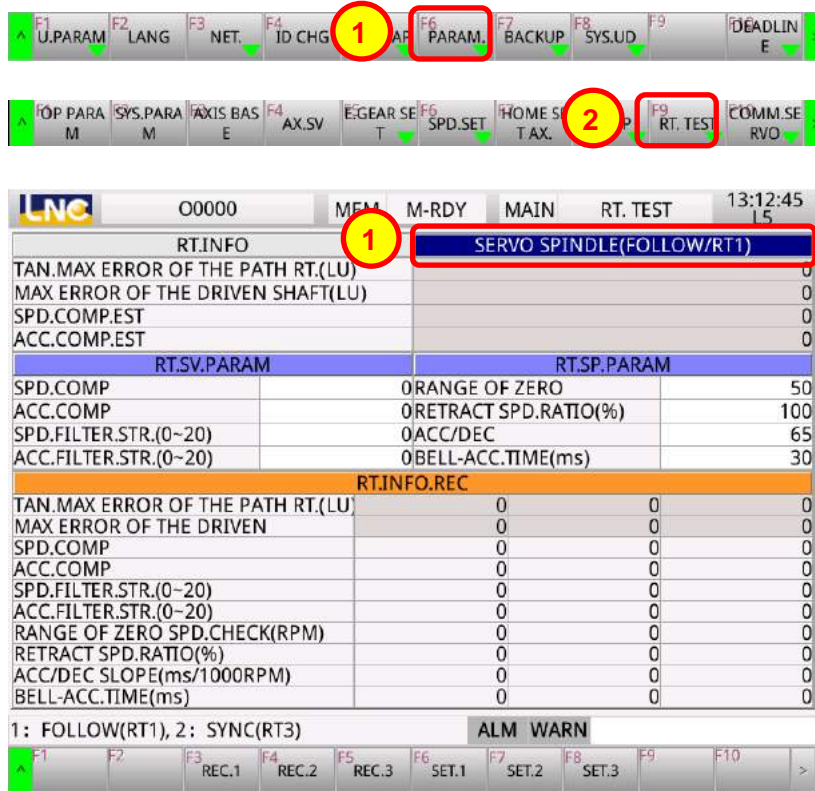 F1 U.PARAM F2 LANG F3 NET. F4 ID CHG 1 AP F6 PARAM. F7 BACKUP F8 SYS.UD F9 F10 DEADLINE
F1 OP PARAM F2 SYS.PARAM F3 AXIS BASE F4 AX.SV F5 E.GEAR SET F6 SPD.SET F7 HOME S T AX. 2 P F9 RT. TEST F10 COMM.SERVO
LNC O0000 MEM M-RDY MAIN RT. TEST 13:12:45 L5
RT.INFO 1 SERVO SPINDLE(FOLLOW/RT1)
TAN.MAX ERROR OF THE PATH RT.(LU) 0
MAX ERROR OF THE DRIVEN SHAFT(LU) 0
SPD.COMP.EST 0
ACC.COMP.EST 0
RT.SV.PARAM RT.SP.PARAM
SPD.COMP 0 RANGE OF ZERO 50
ACC.COMP 0 RETRACT SPD.RATIO(%) 100
SPD.FILTER.STR.(0~20) 0 ACC/DEC 65
ACC.FILTER.STR.(0~20) 0 BELL-ACC.TIME(ms) 30
RT.INFO.REC
TAN.MAX ERROR OF THE PATH RT.(LU) 0 0 0
MAX ERROR OF THE DRIVEN 0 0 0
SPD.COMP 0 0 0
ACC.COMP 0 0 0
SPD.FILTER.STR.(0~20) 0 0 0
ACC.FILTER.STR.(0~20) 0 0 0
RANGE OF ZERO SPD.CHECK(RPM) 0 0 0
RETRACT SPD.RATIO(%) 0 0 0
ACC/DEC SLOPE(ms/1000RPM) 0 0 0
BELL-ACC.TIME(ms) 0 0 0
1: FOLLOW(RT1), 2: SYNC(RT3) ALM WARN
^ F1 F2 F3 REC.1 F4 REC.2 F5 REC.3 F6 SET.1 F7 SET.2 F8 SET.3 F9 F10 >